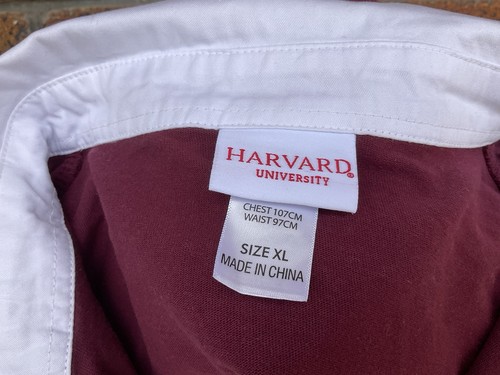 HARVARD®
UNIVERSITY
CHEST 107CM
WAIST 97CM
SIZE XL
MADE IN CHINA